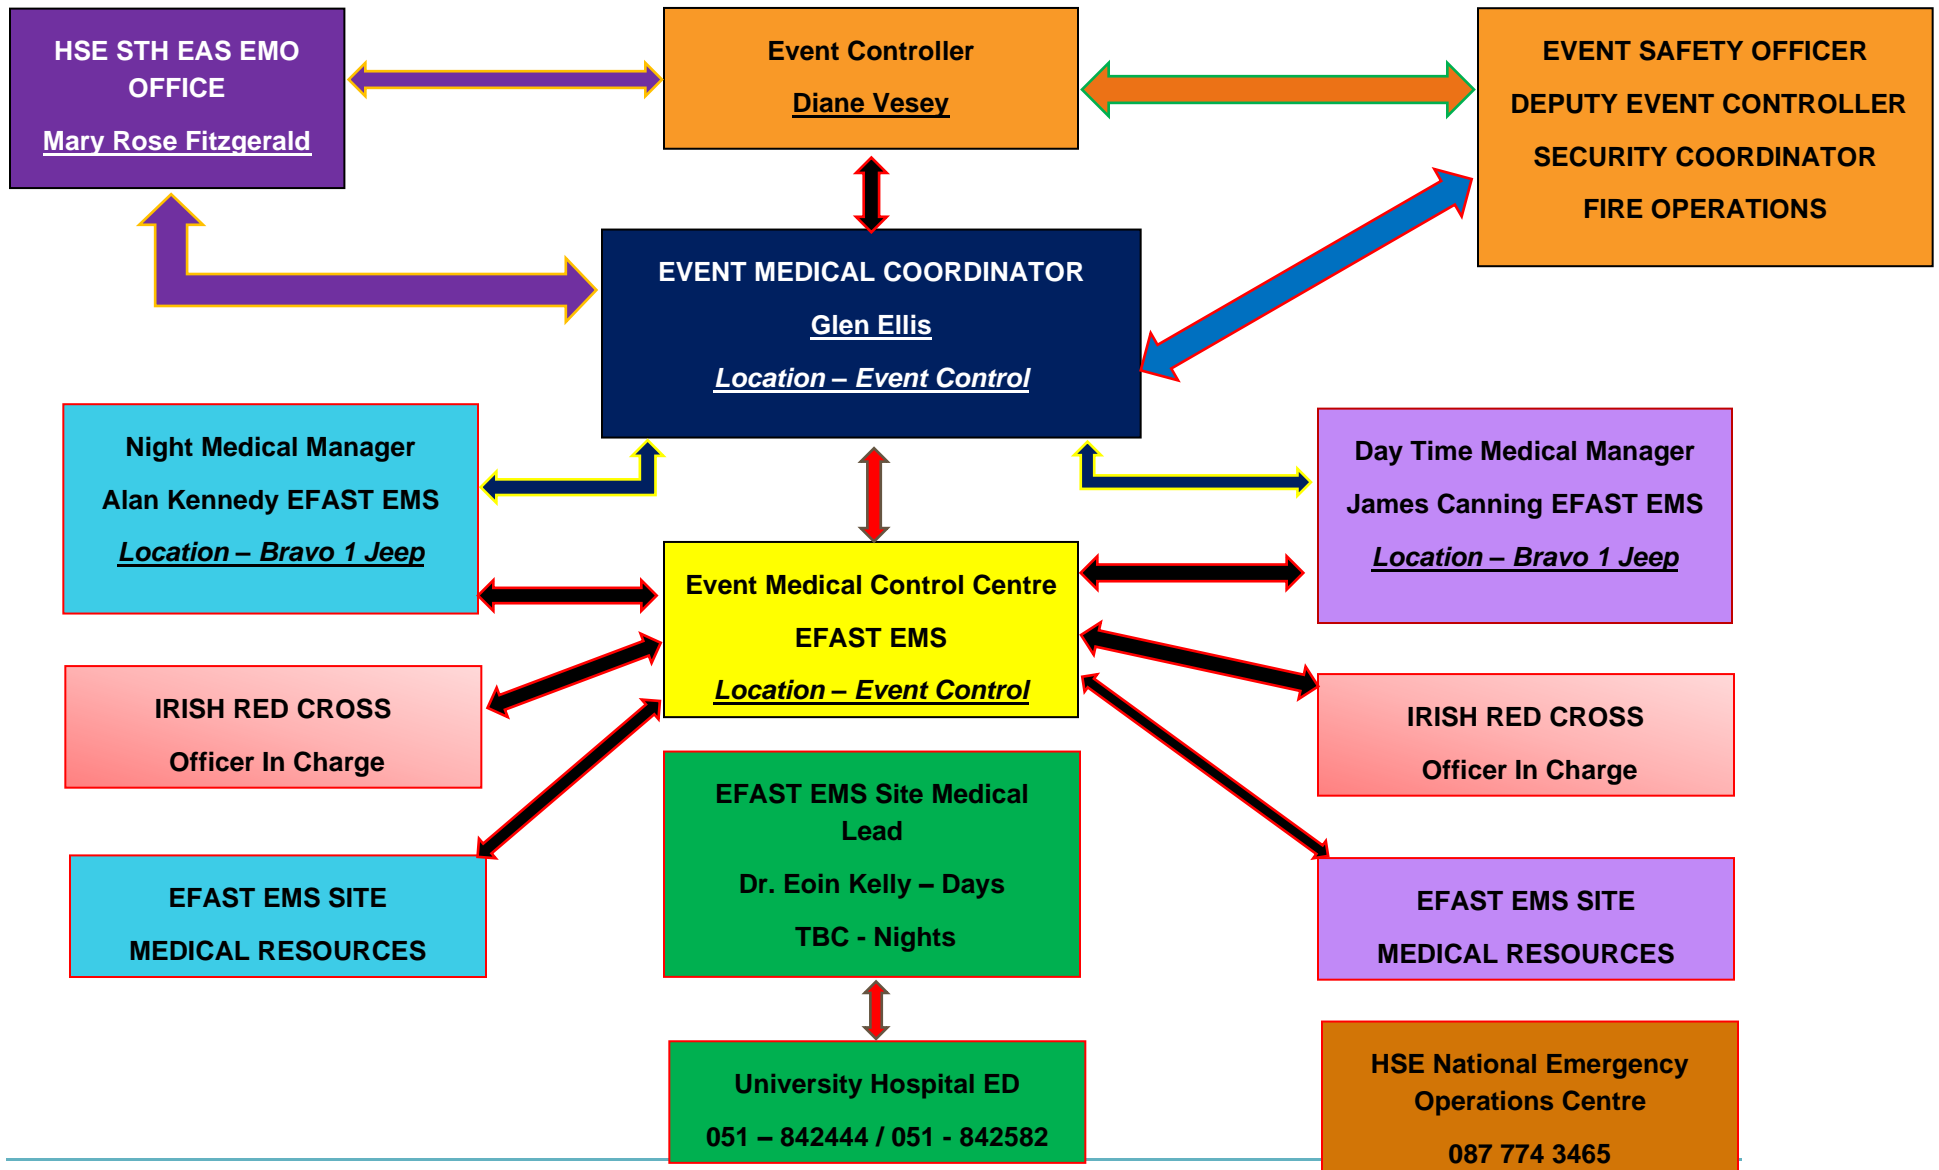 HSE STH EAS EMO
OFFICE
Mary Rose Fitzgerald
Event Controller
Diane Vesey
EVENT SAFETY OFFICER
DEPUTY EVENT CONTROLLER
SECURITY COORDINATOR
FIRE OPERATIONS
EVENT MEDICAL COORDINATOR
Glen Ellis
Location – Event Control
Night Medical Manager
Alan Kennedy EFAST EMS
Location – Bravo 1 Jeep
Day Time Medical Manager
James Canning EFAST EMS
Location – Bravo 1 Jeep
Event Medical Control Centre
EFAST EMS
Location – Event Control
IRISH RED CROSS
Officer In Charge
IRISH RED CROSS
Officer In Charge
EFAST EMS Site Medical
Lead
Dr. Eoin Kelly – Days
TBC - Nights
EFAST EMS SITE
MEDICAL RESOURCES
EFAST EMS SITE
MEDICAL RESOURCES
University Hospital ED
051 – 842444 / 051 - 842582
HSE National Emergency
Operations Centre
087 774 3465